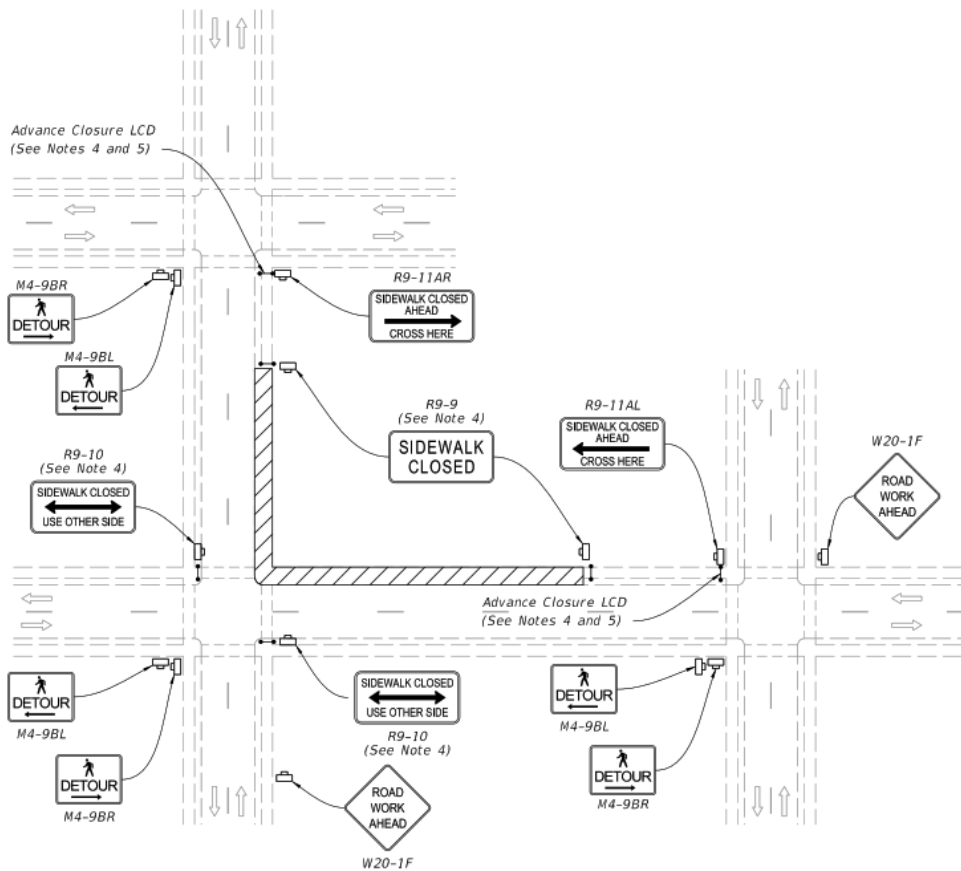 Advance Closure LCD
(See Notes 4 and 5)
M4-9BR
DETOUR
M4-9BL
DETOUR
R9-11AR
SIDEWALK CLOSED
AHEAD
CROSS HERE
R9-9
(See Note 4)
SIDEWALK
CLOSED
R9-11AL
SIDEWALK CLOSED
AHEAD
CROSS HERE
W20-1F
ROAD
WORK
AHEAD
R9-10
(See Note 4)
SIDEWALK CLOSED
USE OTHER SIDE
Advance Closure LCD
(See Notes 4 and 5)
DETOUR
M4-9BL
DETOUR
M4-9BR
SIDEWALK CLOSED
USE OTHER SIDE
R9-10
(See Note 4)
ROAD
WORK
AHEAD
W20-1F
DETOUR
M4-9BL
DETOUR
M4-9BR